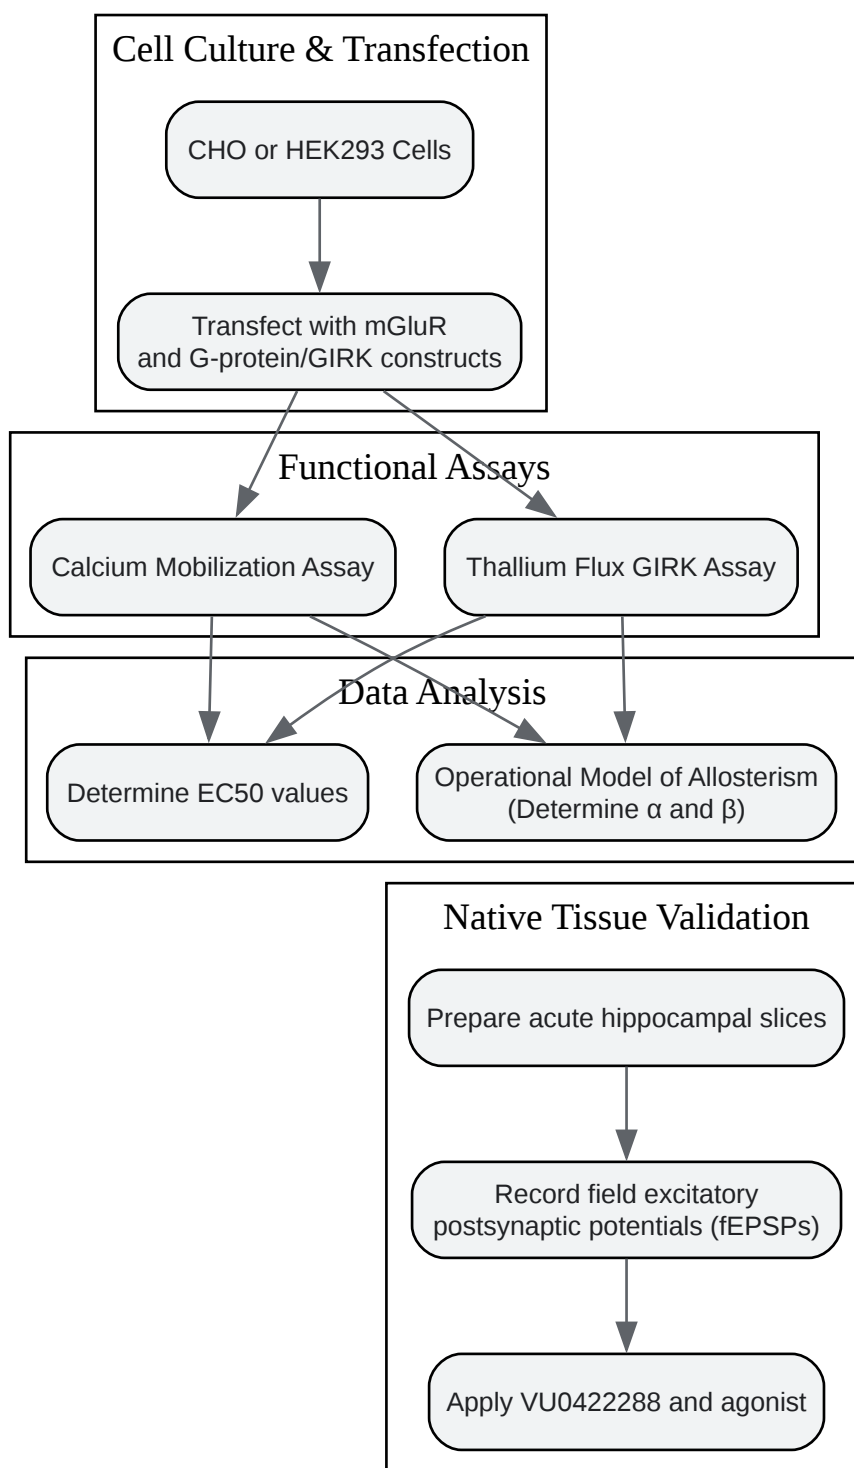 Cell Culture & Transfection
CHO or HEK293 Cells
Transfect with mGluR
and G-protein/GIRK constructs
Functional Assays
Calcium Mobilization Assay
Thallium Flux GIRK Assay
Data Analysis
Determine EC50 values
Operational Model of Allosterism
(Determine α and β)
Native Tissue Validation
Prepare acute hippocampal slices
Record field excitatory
postsynaptic potentials (fEPSPs)
Apply VU0422288 and agonist